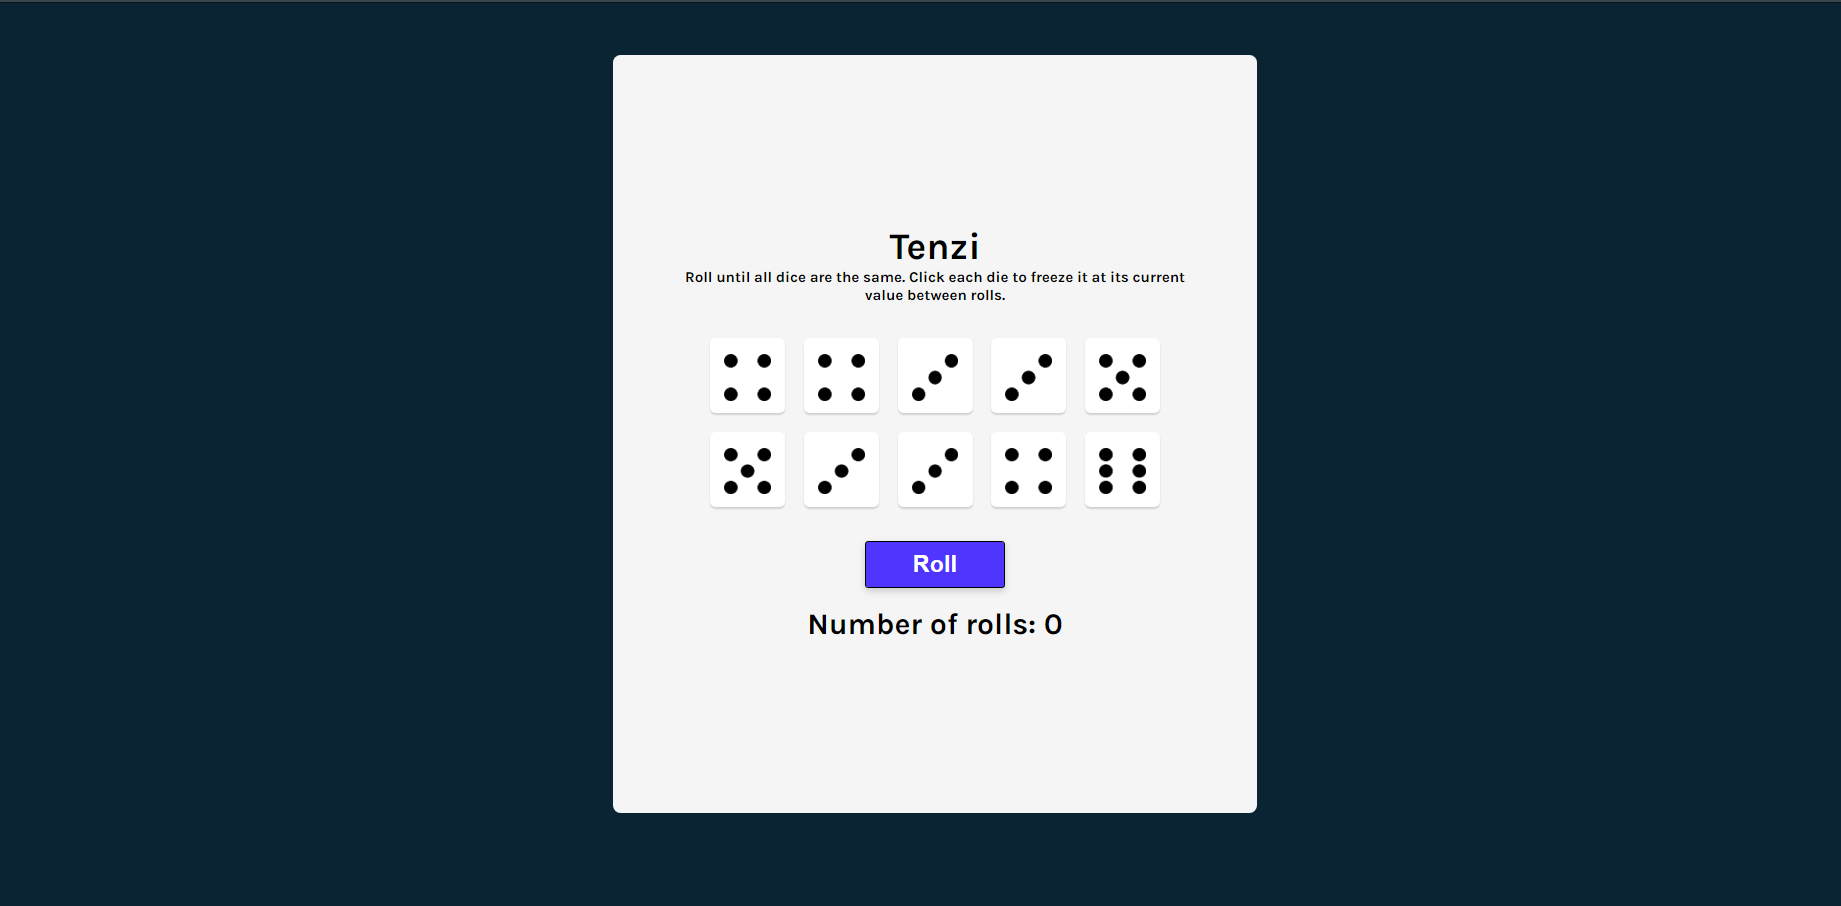 Tenzi
Roll until all dice are the same. Click each die to freeze it at its current
value between rolls.
Roll
Number of rolls: 0